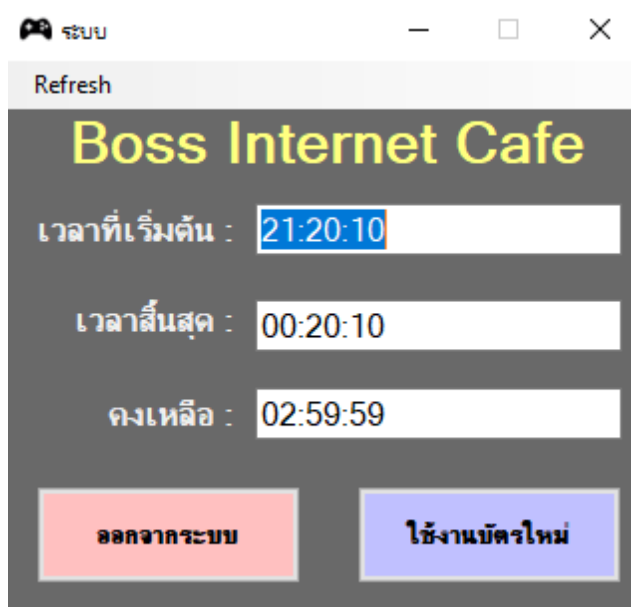 ระบบ
Refresh
Boss Internet Cafe
เวลาที่เริ่มต้น : 21:20:10
เวลาสิ้นสุด : 00:20:10
คงเหลือ : 02:59:59
ออกจากระบบ ใช้งานบัตรใหม่